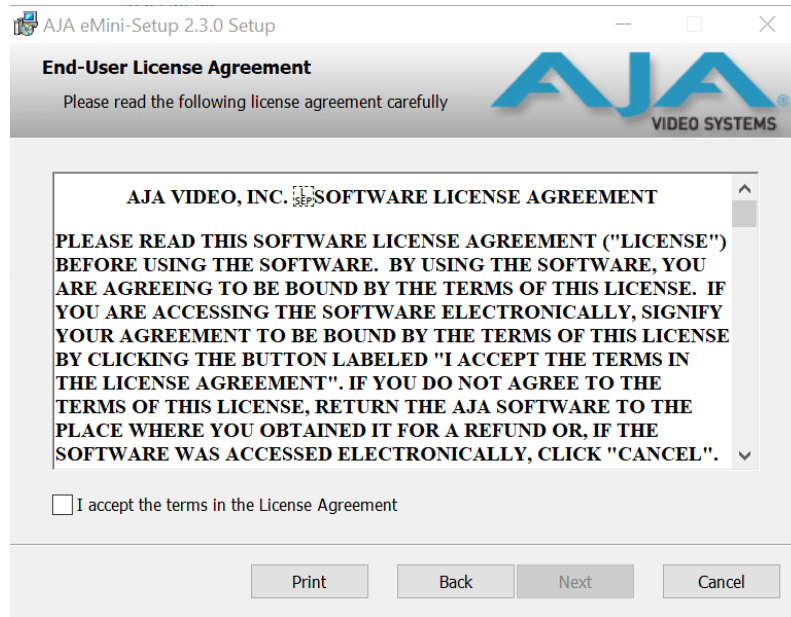 AJA eMini-Setup 2.3.0 Setup
End-User License Agreement
Please read the following license agreement carefully
AJA®
VIDEO SYSTEMS
AJA VIDEO, INC. L SEP SOFTWARE LICENSE AGREEMENT
PLEASE READ THIS SOFTWARE LICENSE AGREEMENT ("LICENSE")
BEFORE USING THE SOFTWARE.  BY USING THE SOFTWARE, YOU
ARE AGREEING TO BE BOUND BY THE TERMS OF THIS LICENSE.  IF
YOU ARE ACCESSING THE SOFTWARE ELECTRONICALLY, SIGNIFY
YOUR AGREEMENT TO BE BOUND BY THE TERMS OF THIS LICENSE
BY CLICKING THE BUTTON LABELED "I ACCEPT THE TERMS IN
THE LICENSE AGREEMENT". IF YOU DO NOT AGREE TO THE
TERMS OF THIS LICENSE, RETURN THE AJA SOFTWARE TO THE
PLACE WHERE YOU OBTAINED IT FOR A REFUND OR, IF THE
SOFTWARE WAS ACCESSED ELECTRONICALLY, CLICK "CANCEL".
I accept the terms in the License Agreement
Print Back Next Cancel